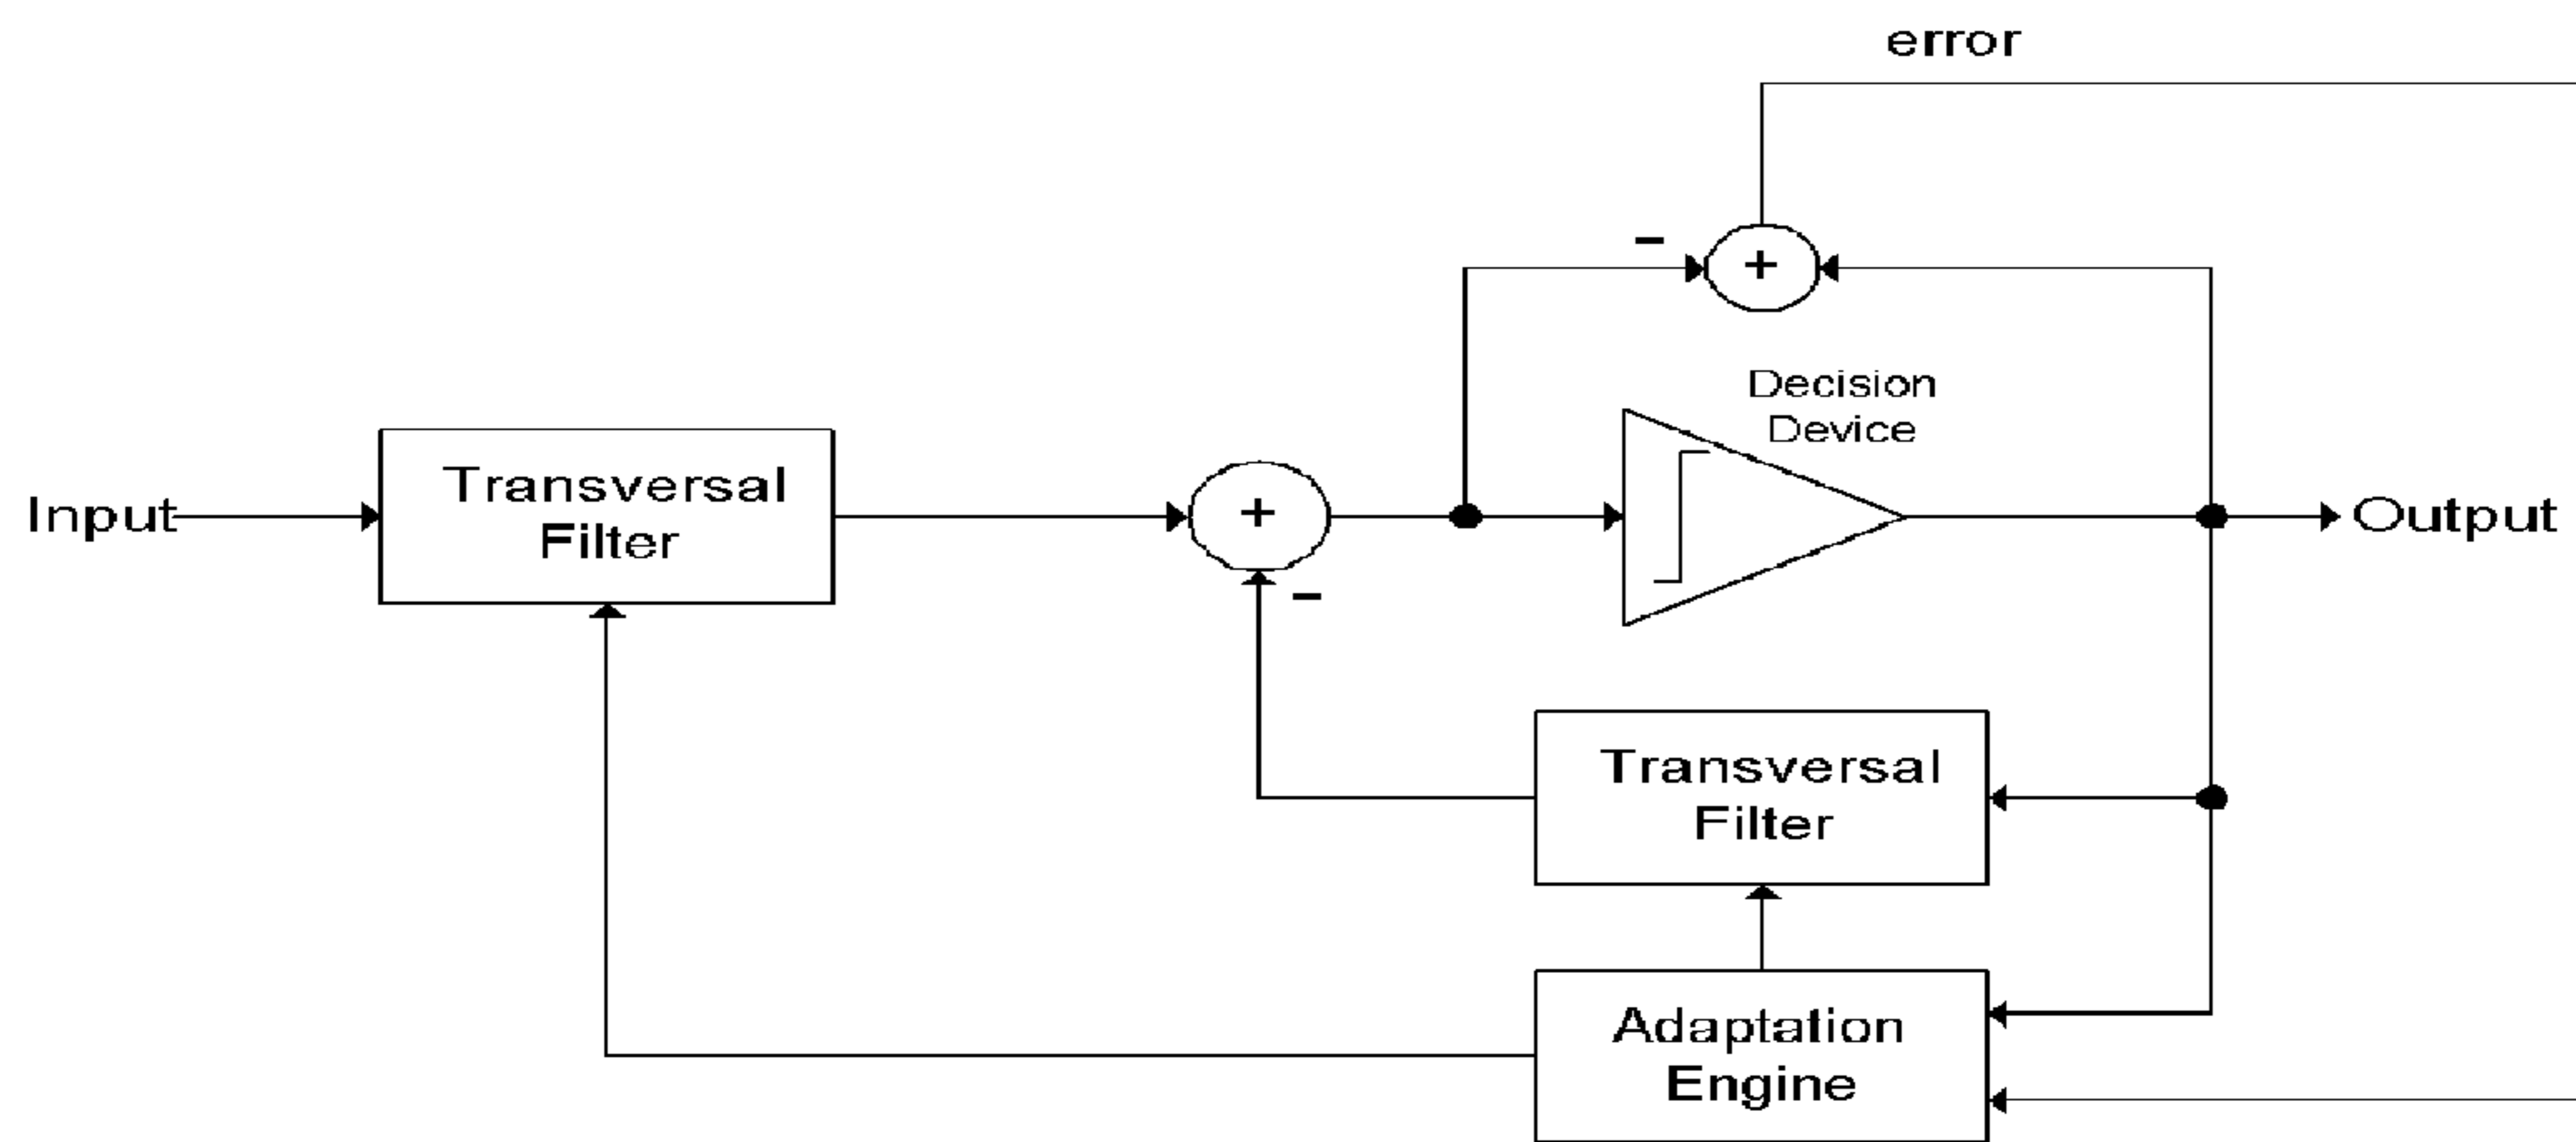 error
-
+
Decision
Device
Input
Transversal
Filter
+
-
Output
Transversal
Filter
Adaptation
Engine